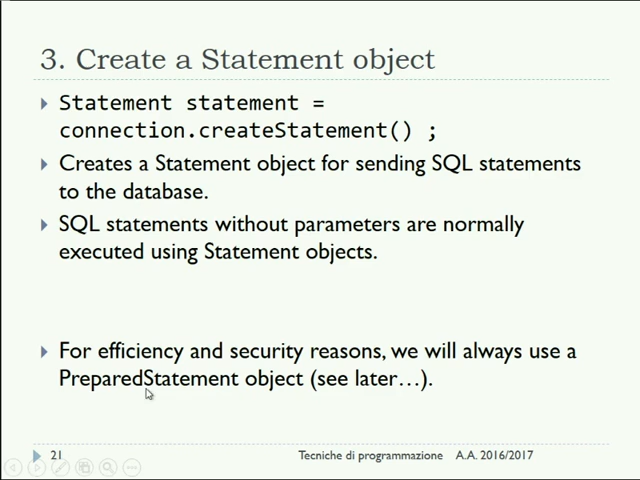 3. Create a Statement object
Statement statement =
connection.createStatement() ;
Creates a Statement object for sending SQL statements
to the database.
SQL statements without parameters are normally
executed using Statement objects.
For efficiency and security reasons, we will always use a
PreparedStatement object (see later…).
21 Tecniche di programmazione A.A. 2016/2017